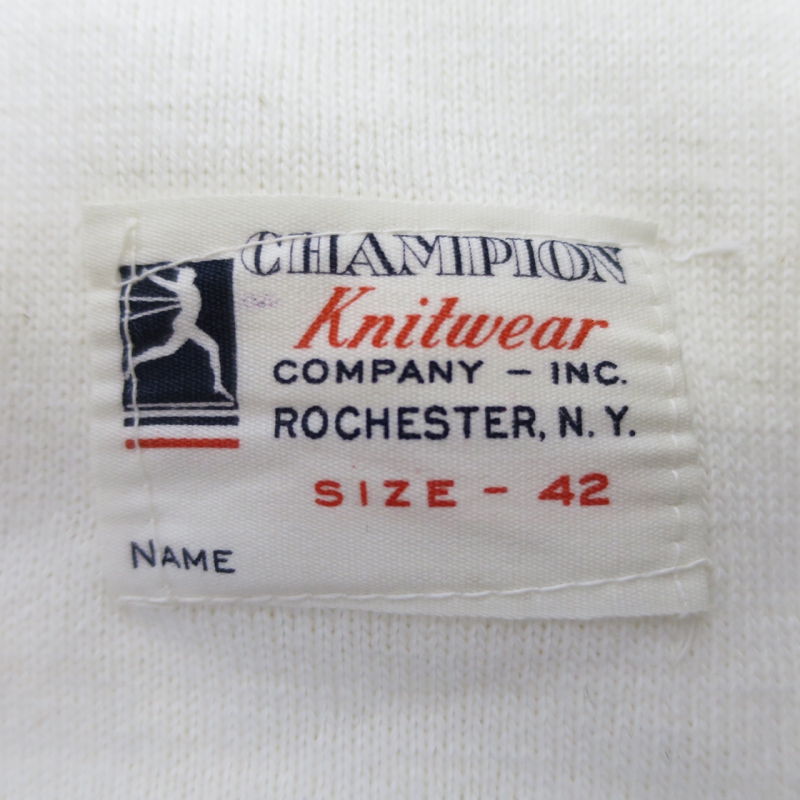 CHAMPION
Knitwear
COMPANY – INC.
ROCHESTER, N. Y.
SIZE - 42
NAME